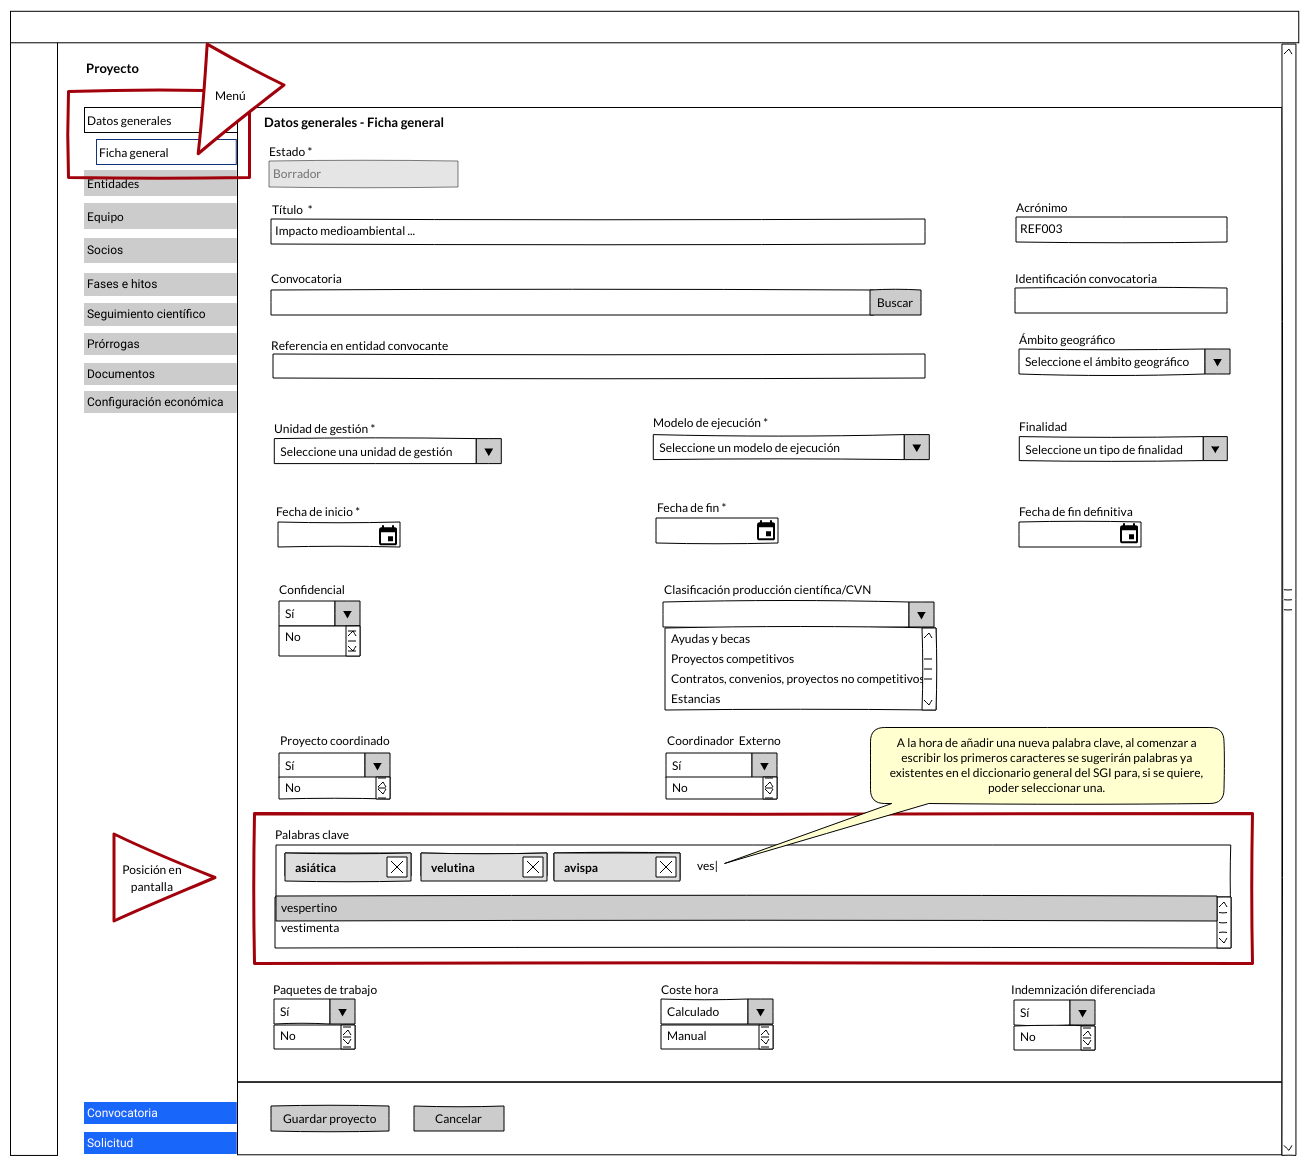 Proyecto
Menú
Datos generales
Ficha general
Entidades
Equipo
Socios
Fases e hitos
Seguimiento científico
Prórrogas
Documentos
Configuración económica
Datos generales - Ficha general
Estado *
Borrador
Título *
Impacto medioambiental ...
Acrónimo
REF003
Convocatoria
Buscar
Identificación convocatoria
Referencia en entidad convocante
Ámbito geográfico
Seleccione el ámbito geográfico
Unidad de gestión *
Seleccione una unidad de gestión
Modelo de ejecución *
Seleccione un modelo de ejecución
Finalidad
Seleccione un tipo de finalidad
Fecha de inicio *
Fecha de fin *
Fecha de fin definitiva
Confidencial
Sí
No
Clasificación producción científica/CVN
Ayudas y becas
Proyectos competitivos
Contratos, convenios, proyectos no competitivos
Estancias
Proyecto coordinado
Sí
No
Coordinador Externo
Sí
No
A la hora de añadir una nueva palabra clave, al comenzar a
escribir los primeros caracteres se sugerirán palabras ya
existentes en el diccionario general del SGI para, si se quiere,
poder seleccionar una.
Posición en
pantalla
Palabras clave
asiática
velutina
avispa
ves|
vespertino
vestimenta
Paquetes de trabajo
Sí
No
Coste hora
Calculado
Manual
Indemnización diferenciada
Sí
No
Convocatoria
Solicitud
Guardar proyecto
Cancelar